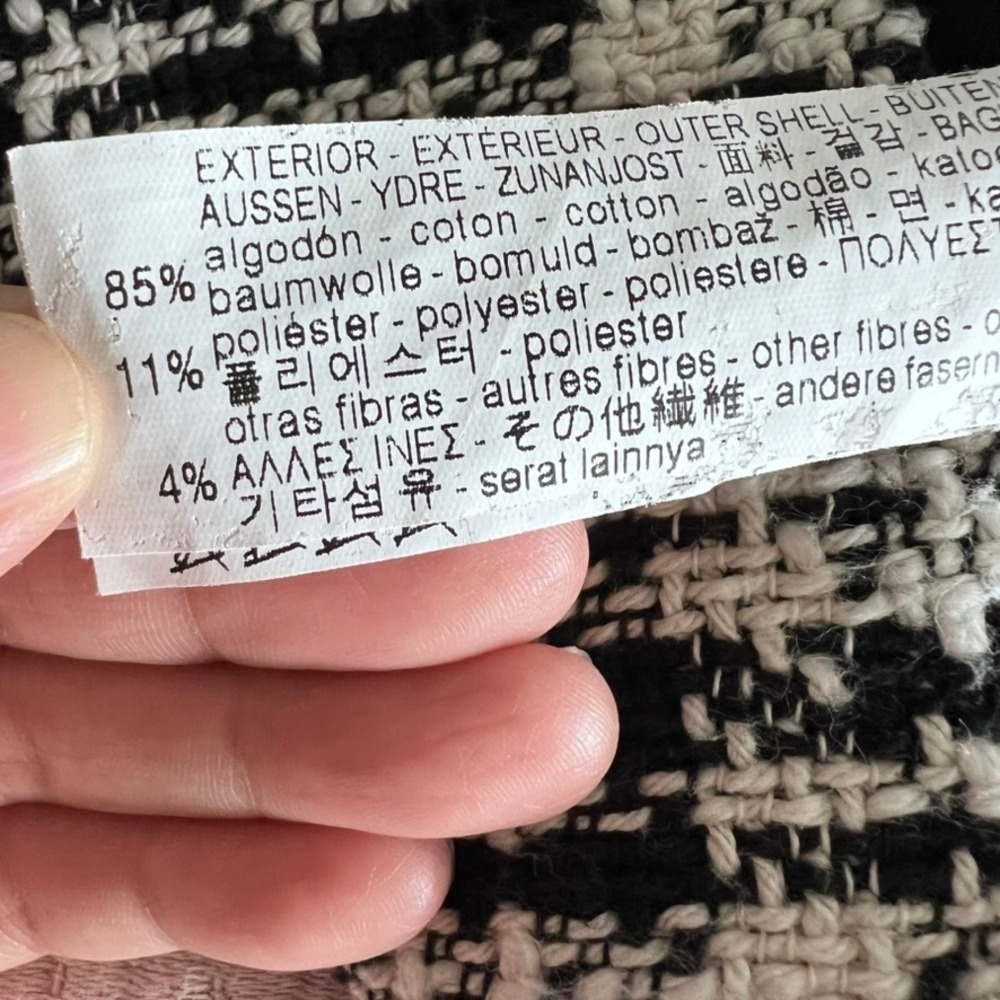 EXTERIOR - EXTÉRIEUR - OUTER SHELL - BUITEN
AUSSEN - YDRE - ZUNANJOST - 面料 - 겉감 - BAG
85% algodón - coton - cotton - algodão - katoe
baumwolle - bomuld - bombaž - 棉 - 면 - ka
11% poliéster - polyester - poliestere - ΠΟΛΥΕΣ
폴리에스터 - poliester
4% otras fibras - autres fibres - other fibres - o
ΑΛΛΕΣ ΙΝΕΣ - その他繊維 - andere fasern
기타섬유 - serat lainnya